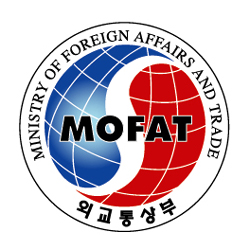 MINISTRY OF FOREIGN AFFAIRS AND TRADE
MOFAT
외교통상부